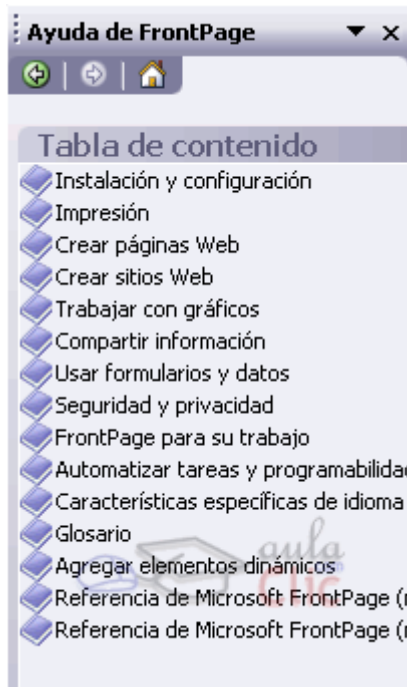 Ayuda de FrontPage
Tabla de contenido
Instalación y configuración
Impresión
Crear páginas Web
Crear sitios Web
Trabajar con gráficos
Compartir información
Usar formularios y datos
Seguridad y privacidad
FrontPage para su trabajo
Automatizar tareas y programabilidad
Características específicas de idioma
Glosario
aula
Agregar elementos dinámicos
Clic
Referencia de Microsoft FrontPage (
Referencia de Microsoft FrontPage (